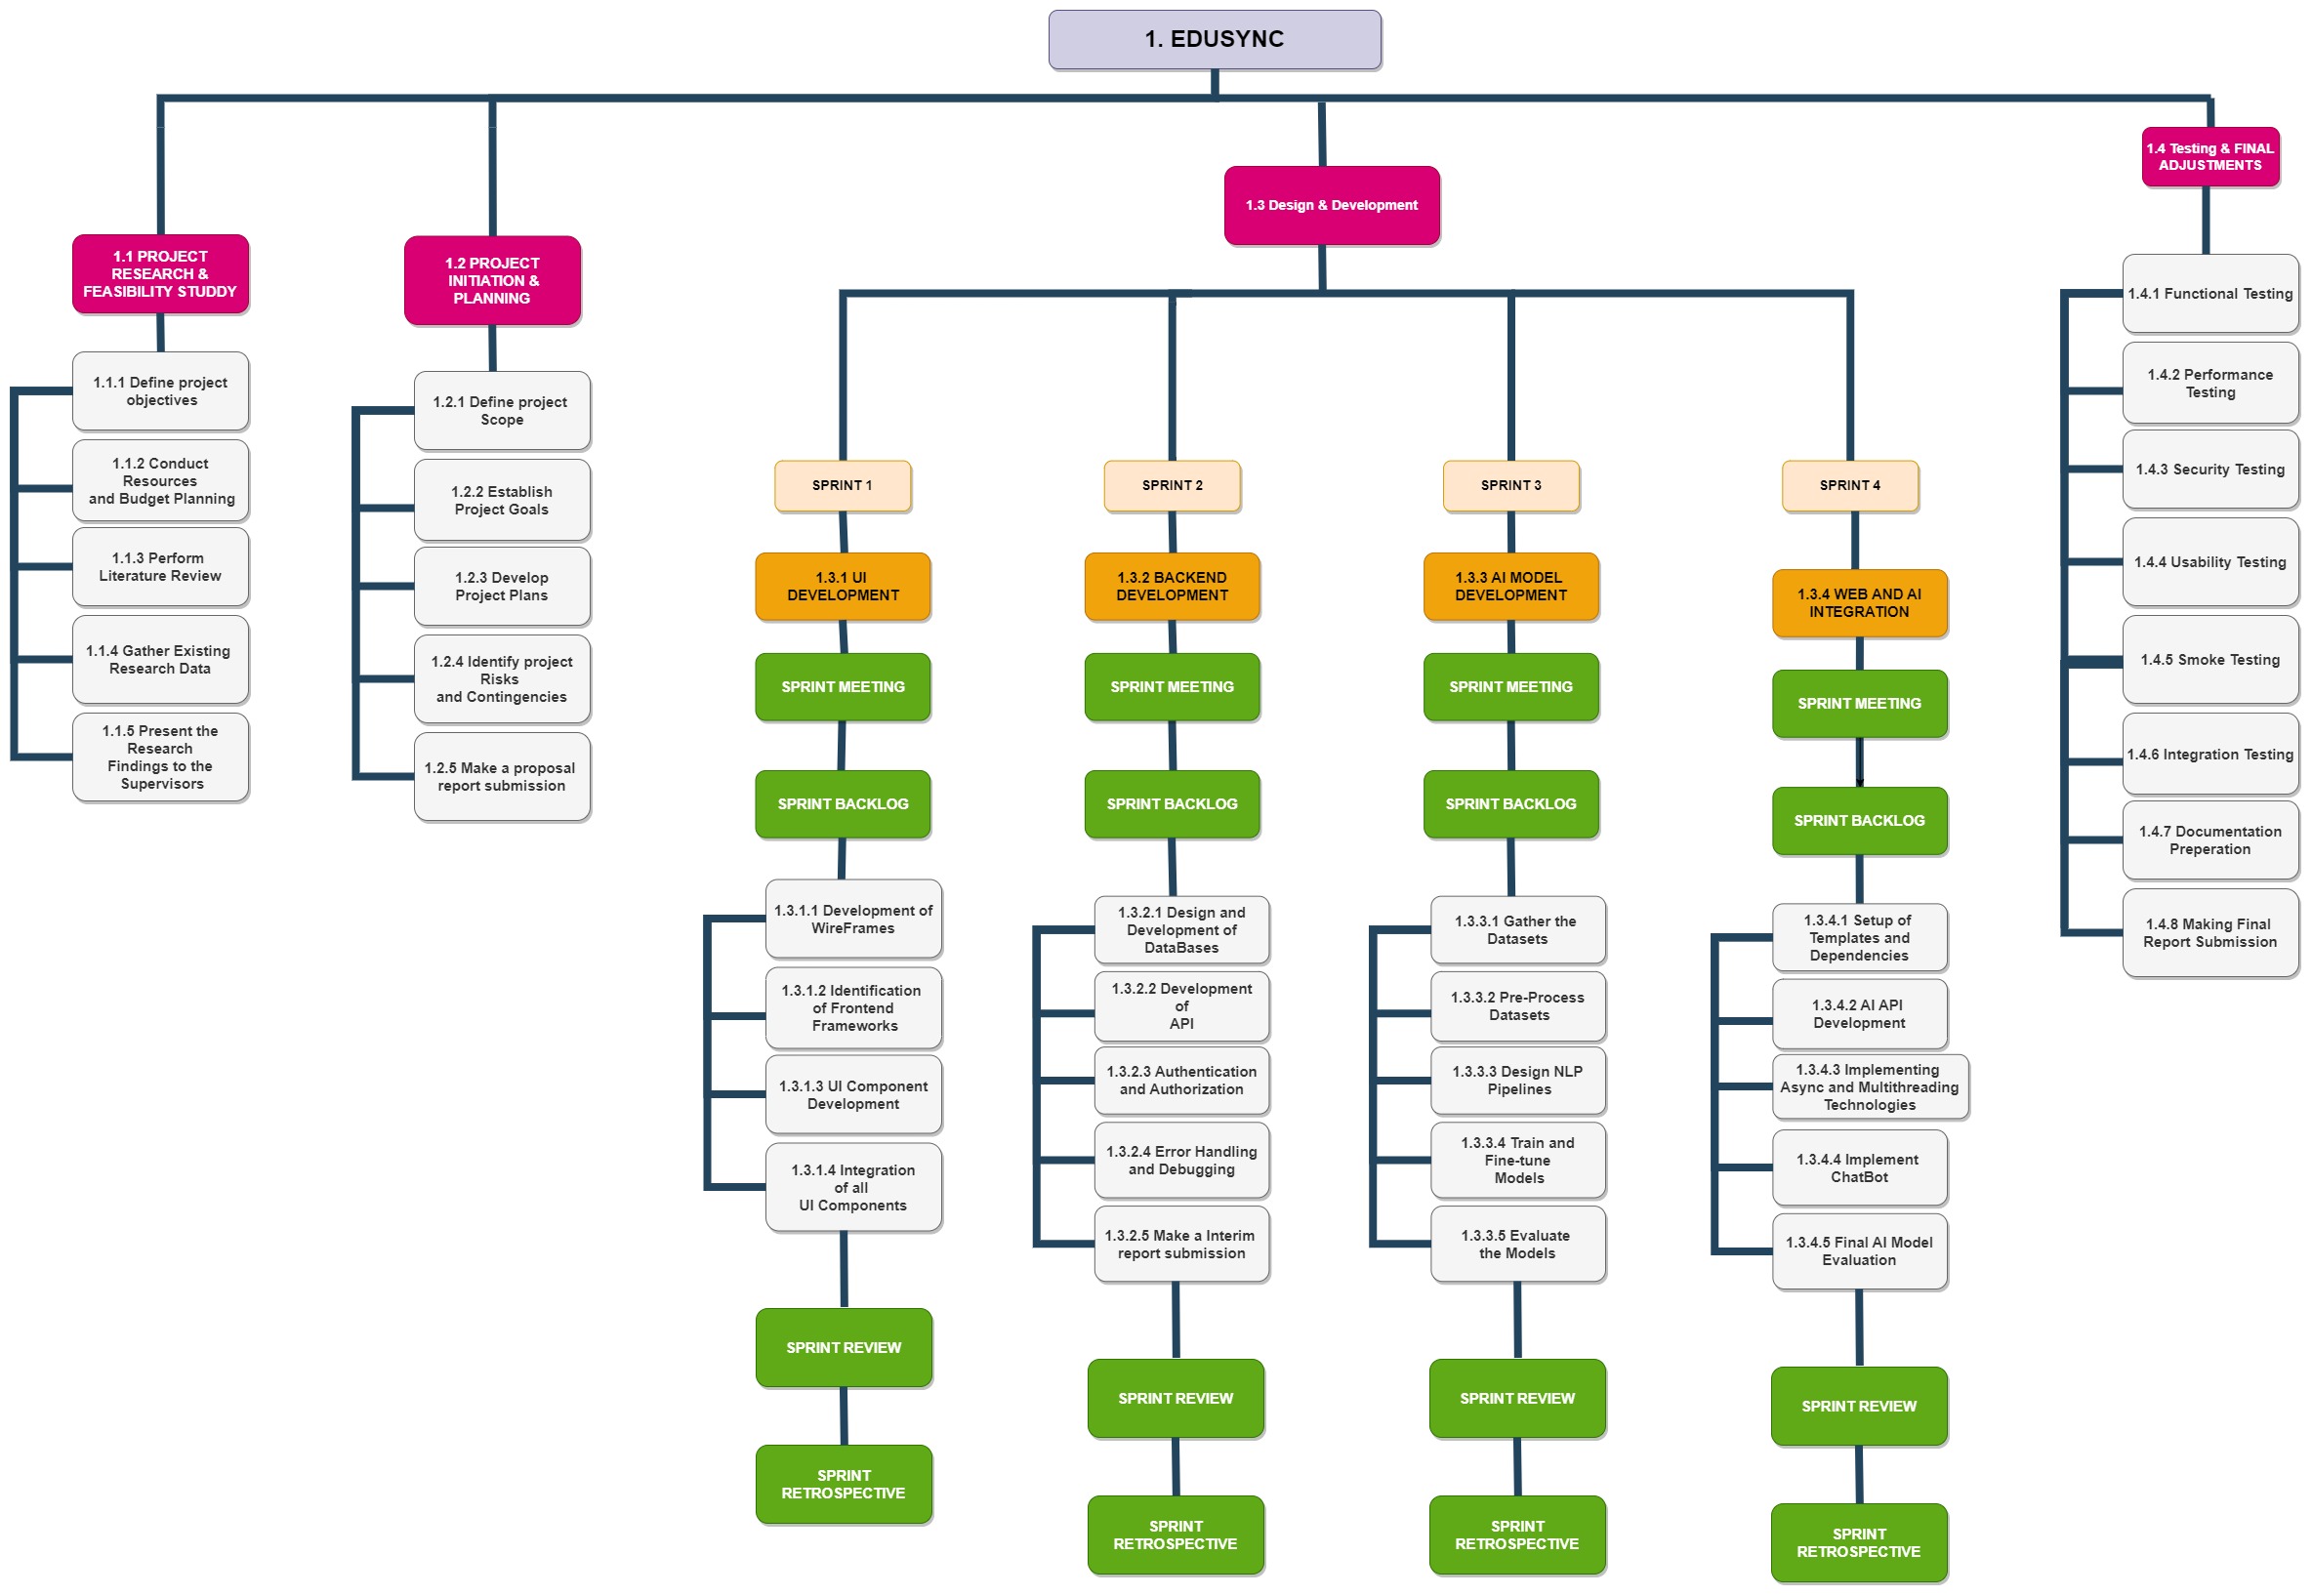 1. EDUSYNC
1.1 PROJECT
RESEARCH &
FEASIBILITY STUDDY
1.1.1 Define project
objectives
1.1.2 Conduct
Resources
and Budget Planning
1.1.3 Perform
Literature Review
1.1.4 Gather Existing
Research Data
1.1.5 Present the
Research
Findings to the
Supervisors
1.2 PROJECT
INITIATION &
PLANNING
1.2.1 Define project
Scope
1.2.2 Establish
Project Goals
1.2.3 Develop
Project Plans
1.2.4 Identify project
Risks
and Contingencies
1.2.5 Make a proposal
report submission
1.3 Design & Development
SPRINT 1
1.3.1 UI
DEVELOPMENT
SPRINT MEETING
SPRINT BACKLOG
1.3.1.1 Development of
WireFrames
1.3.1.2 Identification
of Frontend
Frameworks
1.3.1.3 UI Component
Development
1.3.1.4 Integration
of all
UI Components
SPRINT REVIEW
SPRINT
RETROSPECTIVE
SPRINT 2
1.3.2 BACKEND
DEVELOPMENT
SPRINT MEETING
SPRINT BACKLOG
1.3.2.1 Design and
Development of
DataBases
1.3.2.2 Development
of
API
1.3.2.3 Authentication
and Authorization
1.3.2.4 Error Handling
and Debugging
1.3.2.5 Make a Interim
report submission
SPRINT REVIEW
SPRINT
RETROSPECTIVE
SPRINT 3
1.3.3 AI MODEL
DEVELOPMENT
SPRINT MEETING
SPRINT BACKLOG
1.3.3.1 Gather the
Datasets
1.3.3.2 Pre-Process
Datasets
1.3.3.3 Design NLP
Pipelines
1.3.3.4 Train and
Fine-tune
Models
1.3.3.5 Evaluate
the Models
SPRINT REVIEW
SPRINT
RETROSPECTIVE
SPRINT 4
1.3.4 WEB AND AI
INTEGRATION
SPRINT MEETING
SPRINT BACKLOG
1.3.4.1 Setup of
Templates and
Dependencies
1.3.4.2 AI API
Development
1.3.4.3 Implementing
Async and Multithreading
Technologies
1.3.4.4 Implement
ChatBot
1.3.4.5 Final AI Model
Evaluation
SPRINT REVIEW
SPRINT
RETROSPECTIVE
1.4 Testing & FINAL
ADJUSTMENTS
1.4.1 Functional Testing
1.4.2 Performance
Testing
1.4.3 Security Testing
1.4.4 Usability Testing
1.4.5 Smoke Testing
1.4.6 Integration Testing
1.4.7 Documentation
Preperation
1.4.8 Making Final
Report Submission